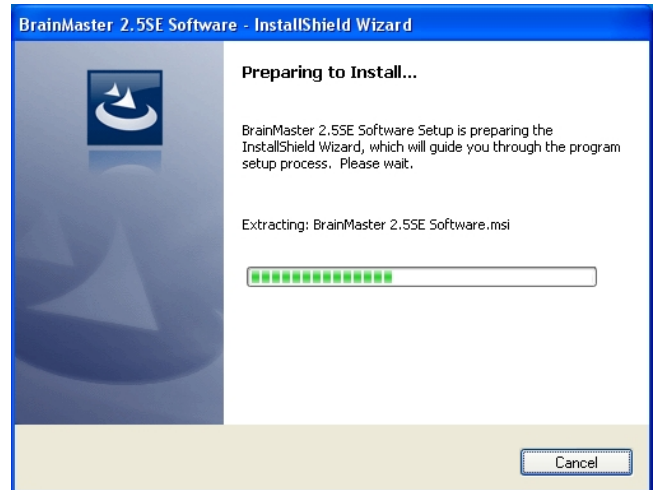 BrainMaster 2.5SE Software - InstallShield Wizard
Preparing to Install...
BrainMaster 2.5SE Software Setup is preparing the
InstallShield Wizard, which will guide you through the program
setup process. Please wait.
Extracting: BrainMaster 2.5SE Software.msi
Cancel